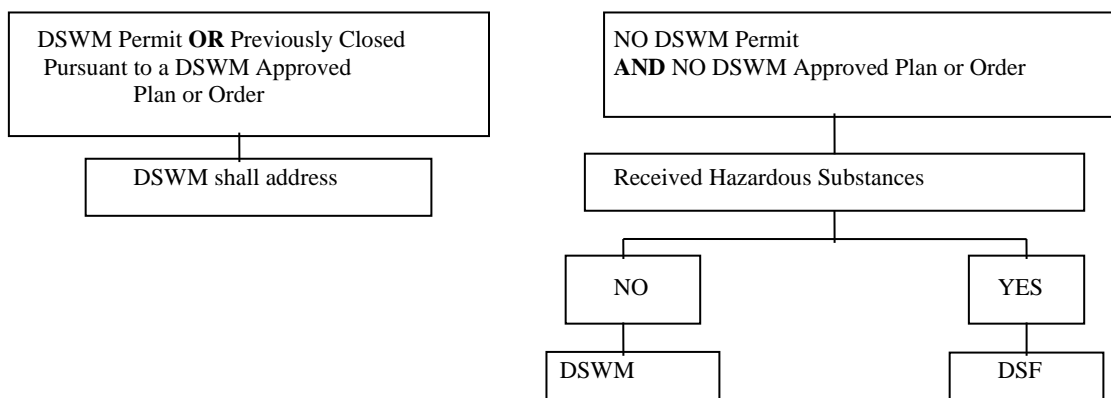 DSWM Permit OR Previously Closed
Pursuant to a DSWM Approved
Plan or Order
DSWM shall address
NO DSWM Permit
AND NO DSWM Approved Plan or Order
Received Hazardous Substances
NO
YES
DSWM
DSF